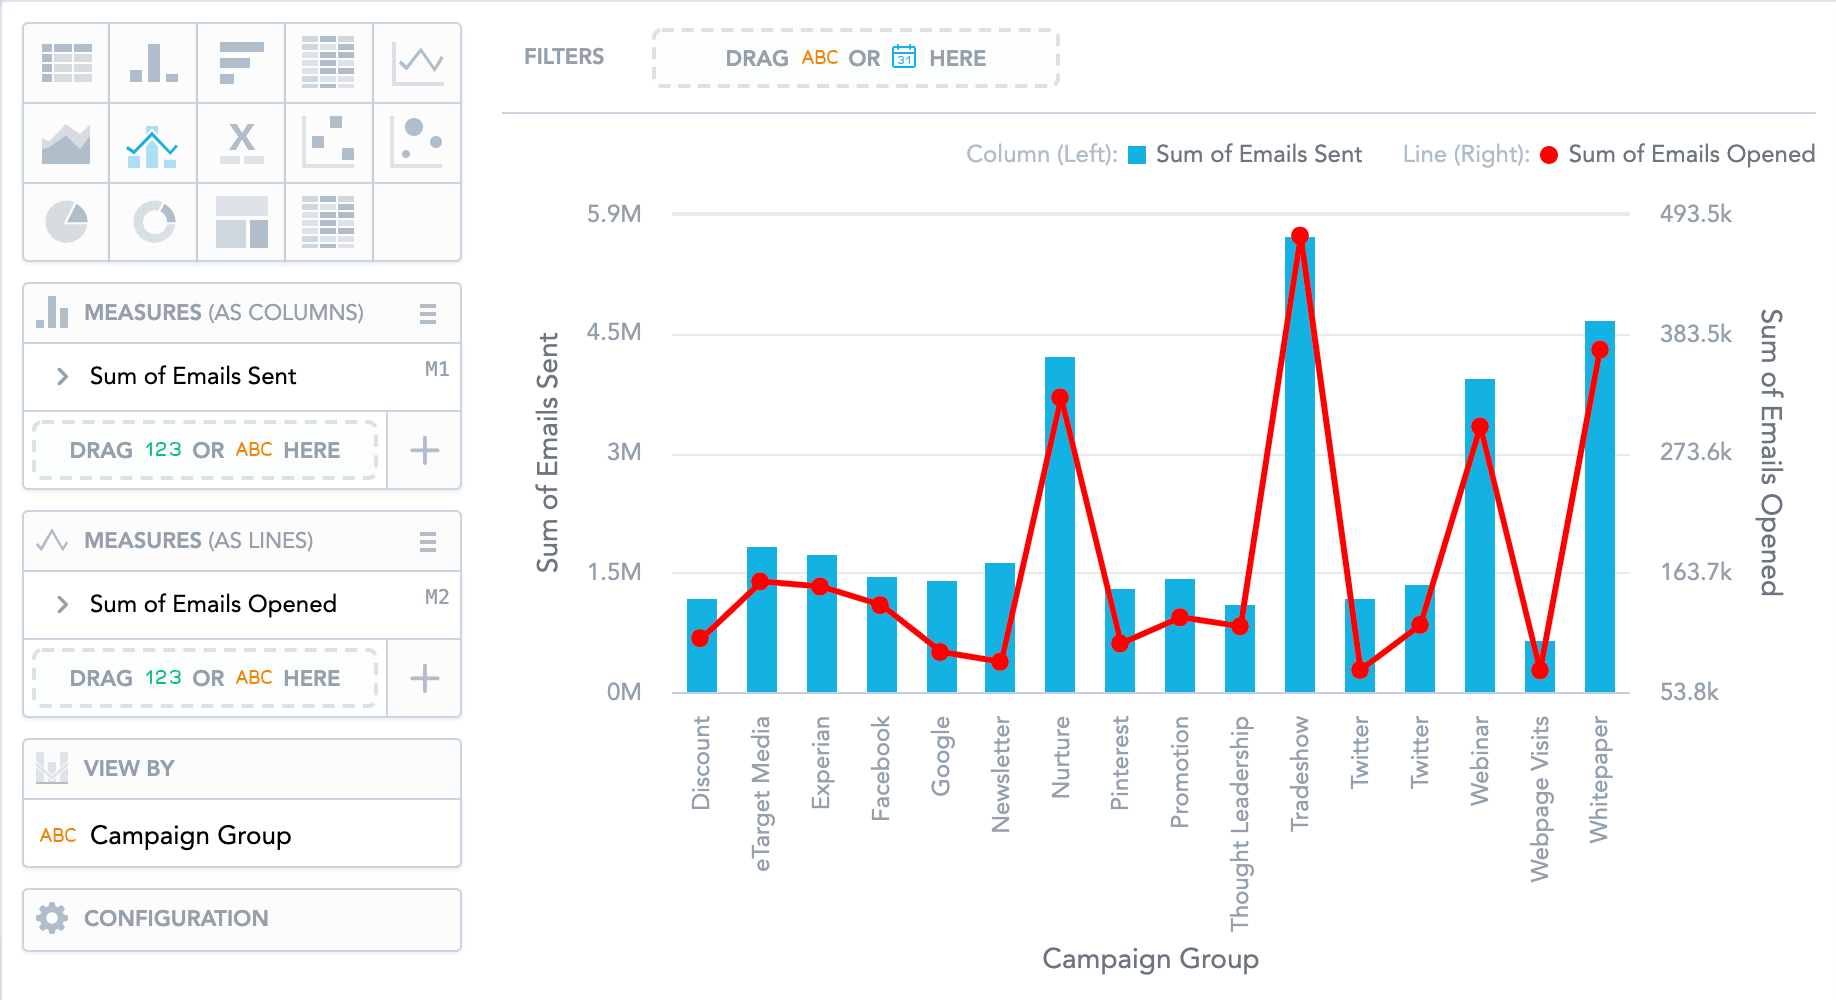 FILTERS
DRAG ABC OR 31 HERE
X
Column (Left): Sum of Emails Sent Line (Right): Sum of Emails Opened
MEASURES (AS COLUMNS)
Sum of Emails Sent M1
DRAG 123 OR ABC HERE
MEASURES (AS LINES)
Sum of Emails Opened M2
DRAG 123 OR ABC HERE
VIEW BY
ABC Campaign Group
CONFIGURATION
Sum of Emails Sent
5.9M
4.5M
3M
1.5M
0M
493.5k
383.5k
273.6k
163.7k
53.8k
Sum of Emails Opened
Discount
eTarget Media
Experian
Facebook
Google
Newsletter
Nurture
Pinterest
Promotion
Thought Leadership
Tradeshow
Twitter
Twitter
Webinar
Webpage Visits
Whitepaper
Campaign Group